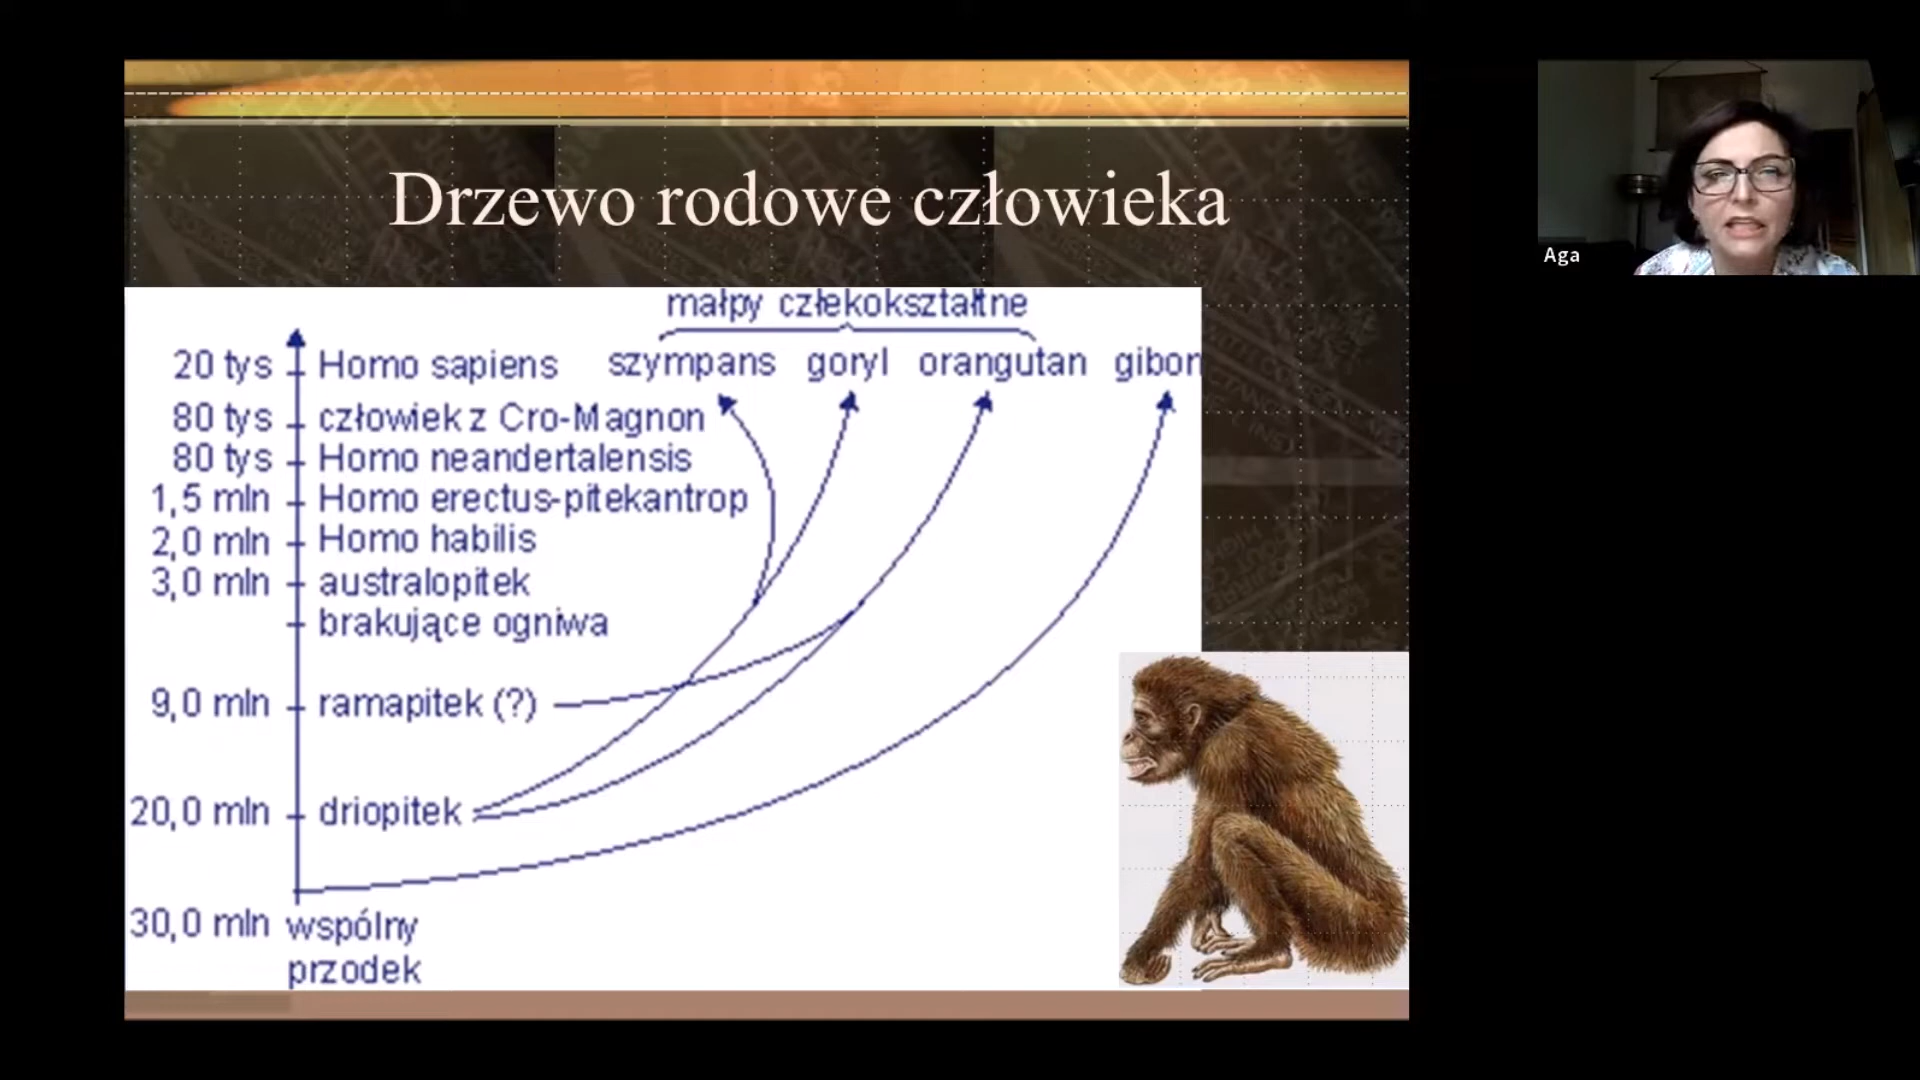 Drzewo rodowe człowieka
Aga
małpy człekokształtne
20 tys Homo sapiens szympans goryl orangutan gibon
80 tys człowiek z Cro-Magnon
80 tys Homo neandertalensis
1,5 mln Homo erectus-pitekantrop
2,0 mln Homo habilis
3,0 mln australopitek
brakujące ogniwa
9,0 mln ramapitek (?)
20,0 mln driopitek
30,0 mln wspólny
przodek